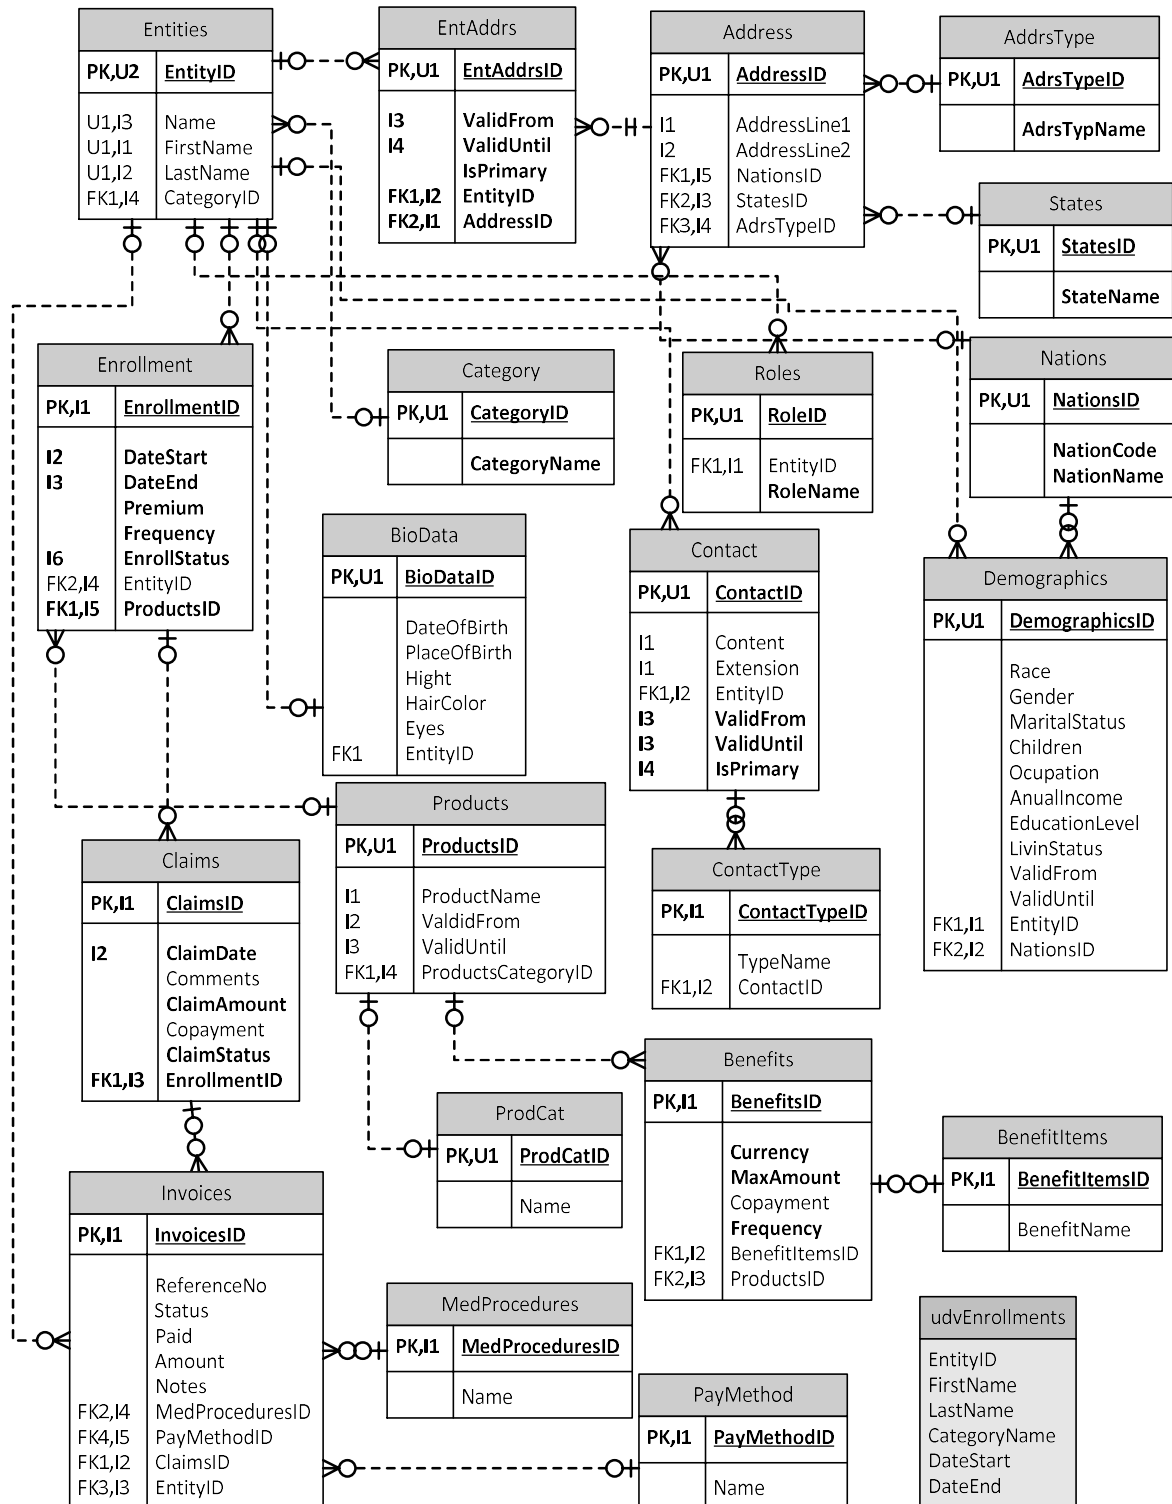 Entities
PK,U2 EntityID
U1,I3 Name
U1,I1 FirstName
U1,I2 LastName
FK1,I4 CategoryID
EntAddrs
PK,U1 EntAddrsID
I3 ValidFrom
I4 ValidUntil
IsPrimary
FK1,I2 EntityID
FK2,I1 AddressID
Address
PK,U1 AddressID
I1 AddressLine1
I2 AddressLine2
FK1,I5 NationsID
FK2,I3 StatesID
FK3,I4 AdrsTypeID
AddrsType
PK,U1 AdrsTypeID
AdrsTypName
States
PK,U1 StatesID
StateName
Enrollment
PK,I1 EnrollmentID
I2 DateStart
I3 DateEnd
Premium
Frequency
I6 EnrollStatus
FK2,I4 EntityID
FK1,I5 ProductsID
Category
PK,U1 CategoryID
CategoryName
Roles
PK,U1 RoleID
FK1,I1 EntityID
RoleName
Nations
PK,U1 NationsID
NationCode
NationName
BioData
PK,U1 BioDataID
DateOfBirth
PlaceOfBirth
Hight
HairColor
Eyes
FK1 EntityID
Contact
PK,U1 ContactID
I1 Content
I1 Extension
FK1,I2 EntityID
I3 ValidFrom
I3 ValidUntil
I4 IsPrimary
Demographics
PK,U1 DemographicsID
Race
Gender
MaritalStatus
Children
Ocupation
AnualIncome
EducationLevel
LivinStatus
ValidFrom
ValidUntil
FK1,I1 EntityID
FK2,I2 NationsID
Products
PK,U1 ProductsID
I1 ProductName
I2 ValdidFrom
I3 ValidUntil
FK1,I4 ProductsCategoryID
Claims
PK,I1 ClaimsID
I2 ClaimDate
Comments
ClaimAmount
Copayment
ClaimStatus
FK1,I3 EnrollmentID
ContactType
PK,I1 ContactTypeID
TypeName
FK1,I2 ContactID
Benefits
PK,I1 BenefitsID
Currency
MaxAmount
Copayment
Frequency
FK1,I2 BenefitItemsID
FK2,I3 ProductsID
ProdCat
PK,U1 ProdCatID
Name
BenefitItems
PK,I1 BenefitItemsID
BenefitName
Invoices
PK,I1 InvoicesID
ReferenceNo
Status
Paid
Amount
Notes
FK2,I4 MedProceduresID
FK4,I5 PayMethodID
FK1,I2 ClaimsID
FK3,I3 EntityID
MedProcedures
PK,I1 MedProceduresID
Name
PayMethod
PK,I1 PayMethodID
Name
udvEnrollments
EntityID
FirstName
LastName
CategoryName
DateStart
DateEnd